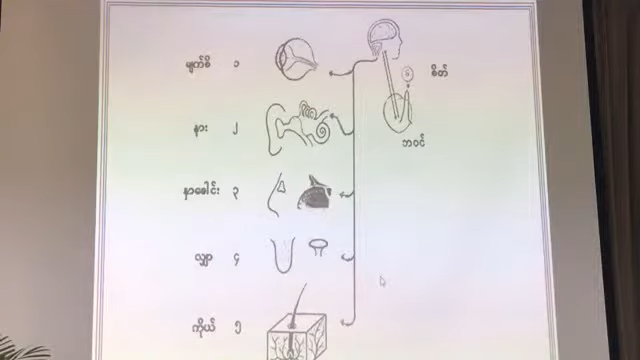 မျက်စိ ၁
နား ၂
နှာခေါင်း ၃
လျှာ ၄
ကိုယ် ၅
၆ စိတ်
ဘဝင်